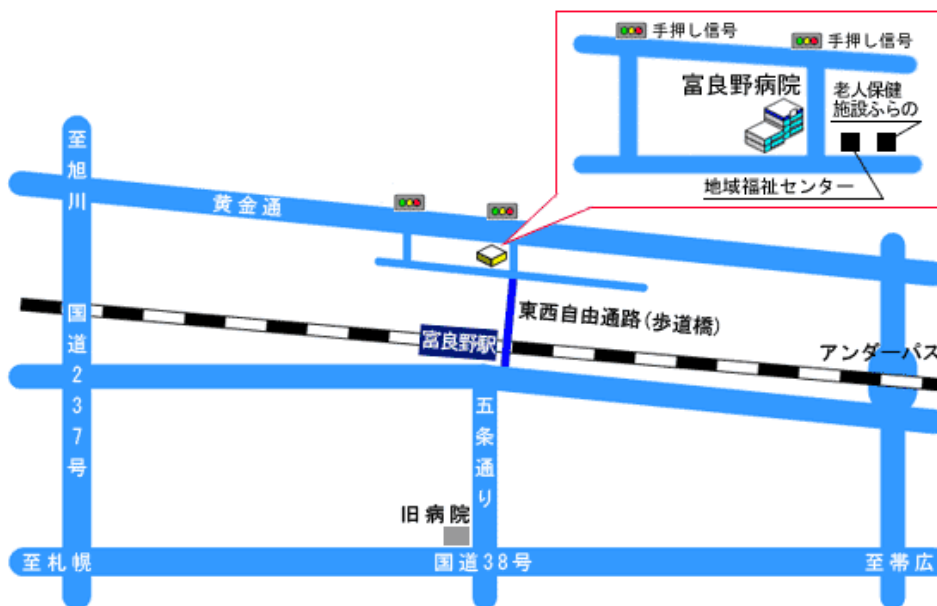 手押し信号
手押し信号
富良野病院
老人保健
施設ふらの
地域福祉センター
至旭川
黄金通
国道237号
東西自由通路(歩道橋)
富良野駅
アンダーパス
五条通り
旧病院
至札幌
国道38号
至帯広